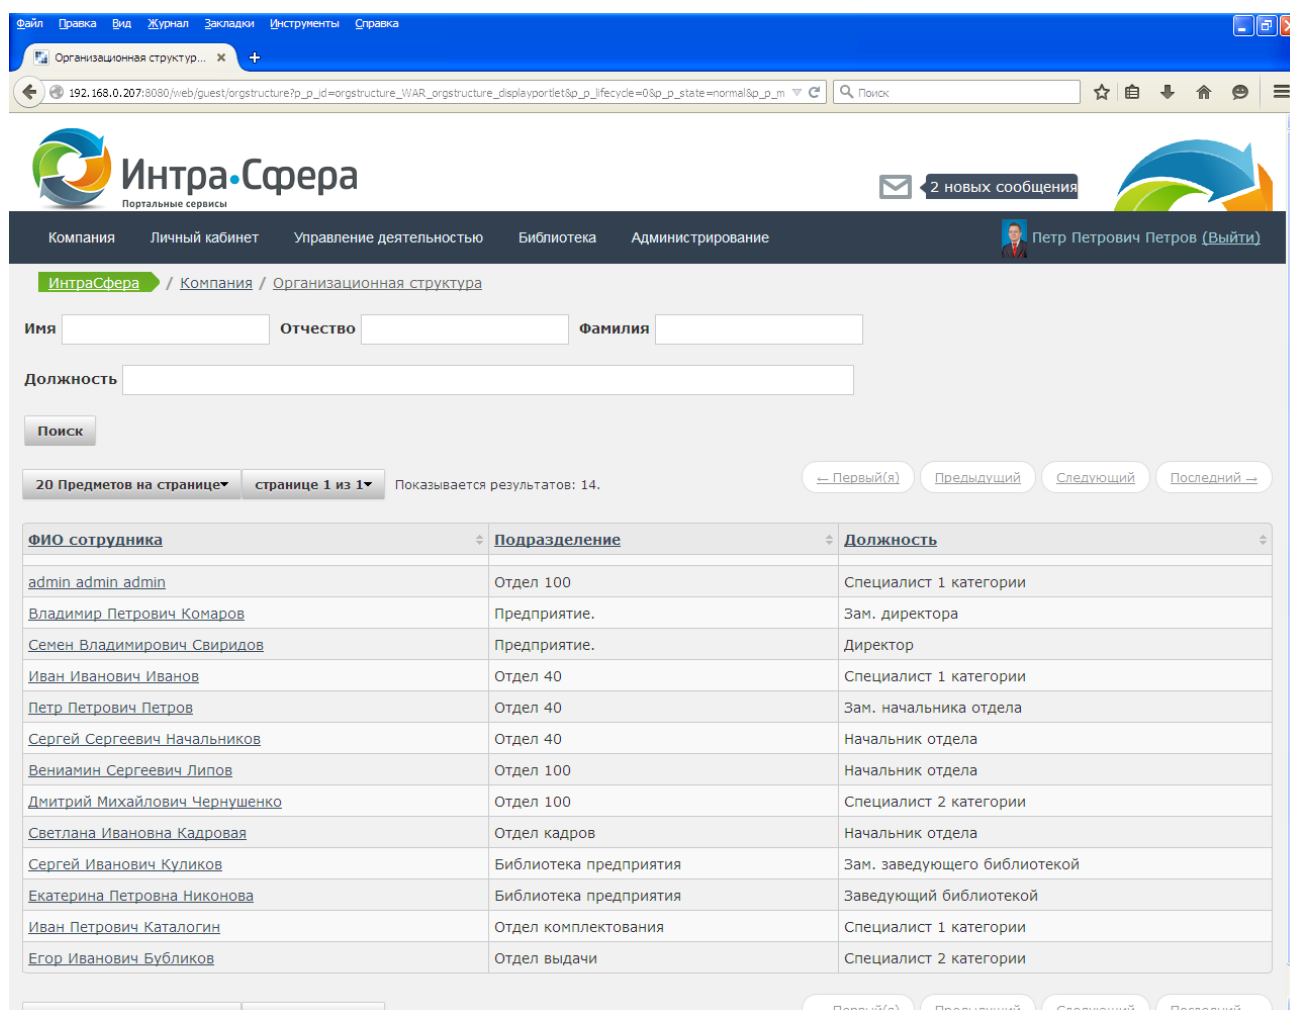 Файл Правка Вид Журнал Закладки Инструменты Справка
Организационная структур... × +
192.168.0.207:8080/web/guest/orgstructure?p_p_id=orgstructure_WAR_orgstructure_displayportlet&p_p_lifecycle=0&p_p_state=normal&p_p_m Поиск
Интра•Сфера
Портальные сервисы
2 новых сообщения
Компания Личный кабинет Управление деятельностью Библиотека Администрирование Петр Петрович Петров (Выйти)
ИнтраСфера / Компания / Организационная структура
Имя Отчество Фамилия
Должность
Поиск
20 Предметов на странице▾ странице 1 из 1▾ Показывается результатов: 14. ← Первый(я) Предыдущий Следующий Последний →
ФИО сотрудника Подразделение Должность
admin admin admin Отдел 100 Специалист 1 категории
Владимир Петрович Комаров Предприятие. Зам. директора
Семен Владимирович Свиридов Предприятие. Директор
Иван Иванович Иванов Отдел 40 Специалист 1 категории
Петр Петрович Петров Отдел 40 Зам. начальника отдела
Сергей Сергеевич Начальников Отдел 40 Начальник отдела
Вениамин Сергеевич Липов Отдел 100 Начальник отдела
Дмитрий Михайлович Чернушенко Отдел 100 Специалист 2 категории
Светлана Ивановна Кадровая Отдел кадров Начальник отдела
Сергей Иванович Куликов Библиотека предприятия Зам. заведующего библиотекой
Екатерина Петровна Никонова Библиотека предприятия Заведующий библиотекой
Иван Петрович Каталогин Отдел комплектования Специалист 1 категории
Егор Иванович Бубликов Отдел выдачи Специалист 2 категории
Первый(я) Предыдущий Следующий Последний